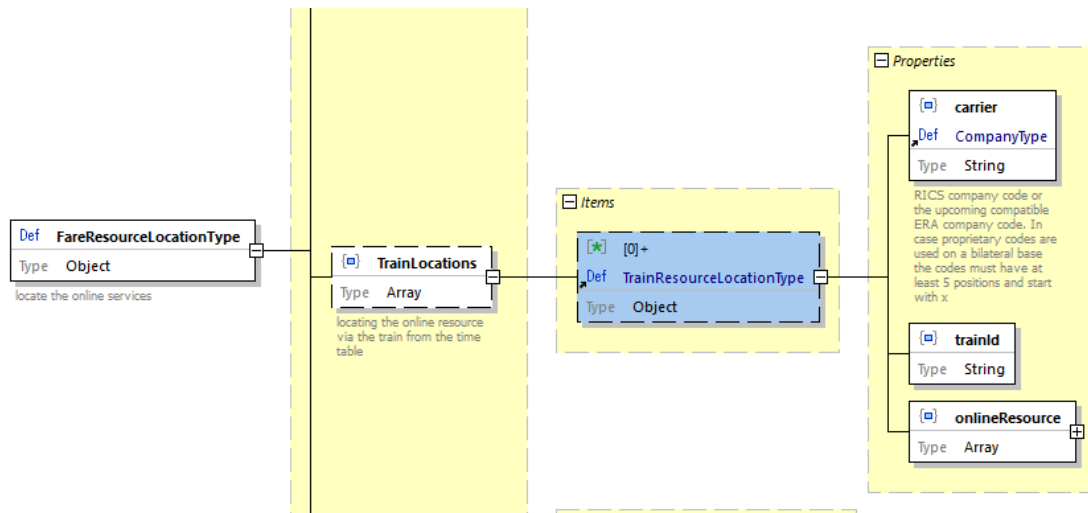 Def FareResourceLocationType
Type Object
locate the online services
TrainLocations
Type Array
locating the online resource
via the train from the time
table
Items
[*] [0]+
Def TrainResourceLocationType
Type Object
Properties
carrier
Def CompanyType
Type String
RICS company code or
the upcoming compatible
ERA company code. In
case proprietary codes are
used on a bilateral base
the codes must have at
least 5 positions and start
with x
trainId
Type String
onlineResource
Type Array